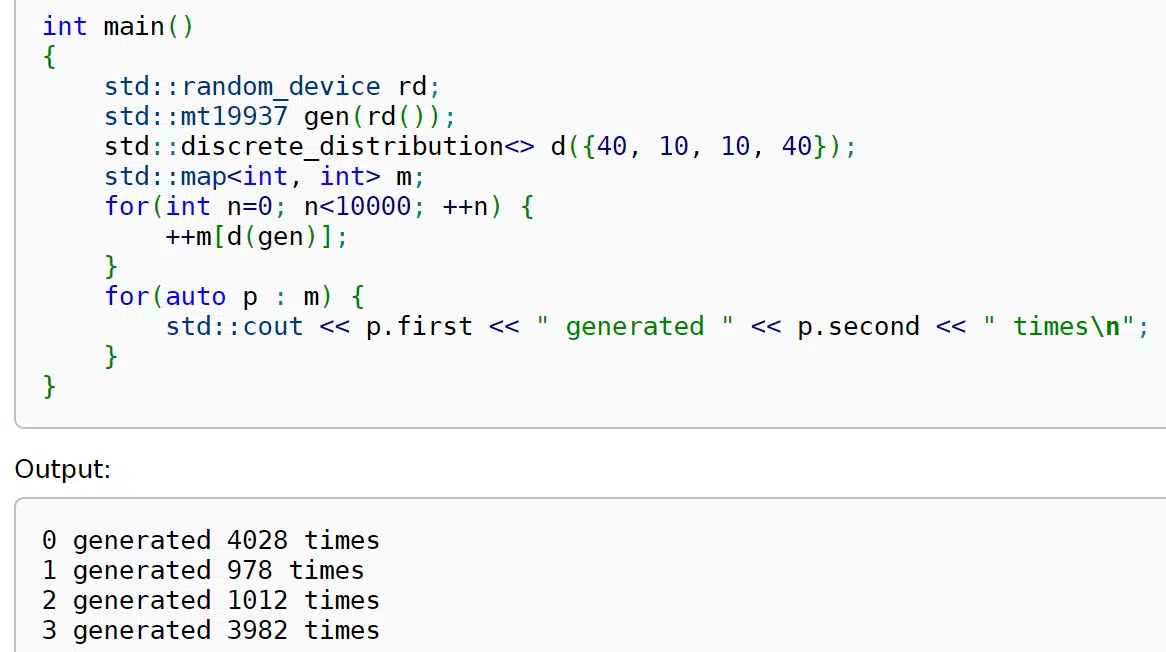 int main()
{
    std::random_device rd;
    std::mt19937 gen(rd());
    std::discrete_distribution<> d({40, 10, 10, 40});
    std::map<int, int> m;
    for(int n=0; n<10000; ++n) {
        ++m[d(gen)];
    }
    for(auto p : m) {
        std::cout << p.first << " generated " << p.second << " times\n";
    }
}
Output:
0 generated 4028 times
1 generated 978 times
2 generated 1012 times
3 generated 3982 times